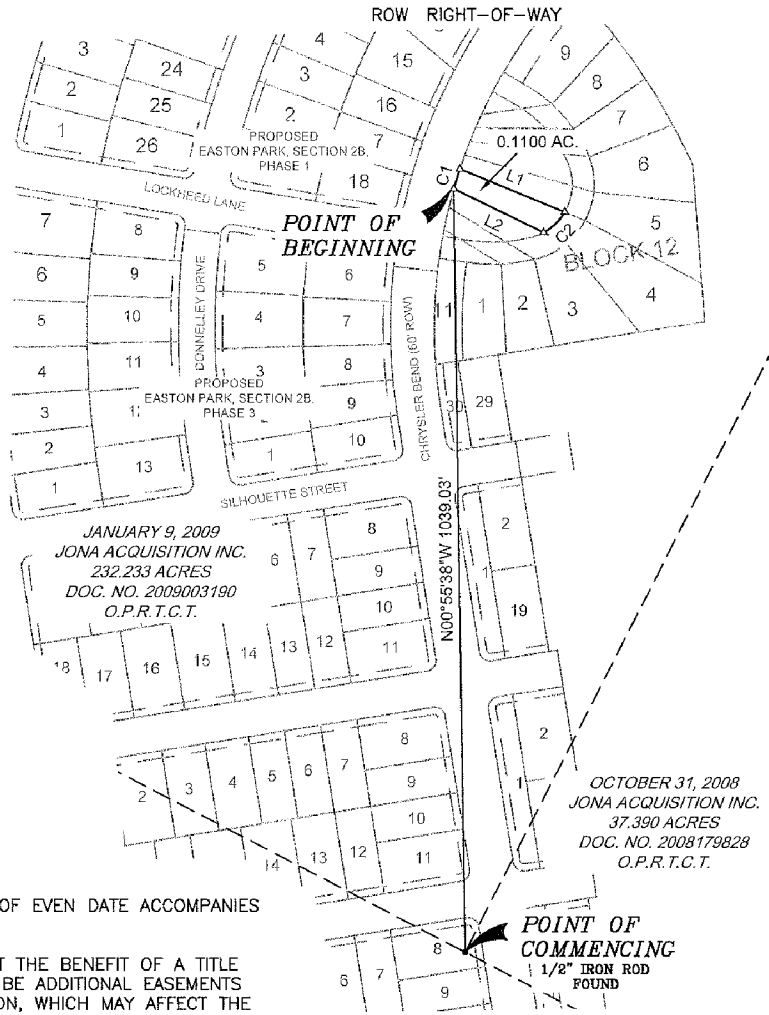 ROW RIGHT-OF-WAY
3
24
2
25
1
26
4
3
2
15
16
7
18
PROPOSED
EASTON PARK, SECTION 2B,
PHASE 1
LOCKHEED LANE
9
8
7
6
5
4
3
2
1
11
0.1100 AC.
C1
L1
L2
C2
BLOCK 12
POINT OF
BEGINNING
7
8
6
9
5
10
4
11
3
2
1
13
DONNELLEY DRIVE
5
6
4
7
3
8
9
1
10
PROPOSED
EASTON PARK, SECTION 2B,
PHASE 3
CHRYSLER BEND (60' ROW)
30
29
SILHOUETTE STREET
N00°55'38"W 1039.03'
JANUARY 9, 2009
JONA ACQUISITION INC.
232.233 ACRES
DOC. NO. 2009003190
O.P.R.T.C.T.
6
7
8
9
10
11
18
17
16
15
14
13
12
2
1
19
2
3
4
5
6
7
8
9
10
11
14
13
12
2
1
OCTOBER 31, 2008
JONA ACQUISITION INC.
37.390 ACRES
DOC. NO. 2008179828
O.P.R.T.C.T.
OF EVEN DATE ACCOMPANIES
T THE BENEFIT OF A TITLE
BE ADDITIONAL EASEMENTS
ON, WHICH MAY AFFECT THE
6
7
8
9
POINT OF
COMMENCING
1/2" IRON ROD
FOUND